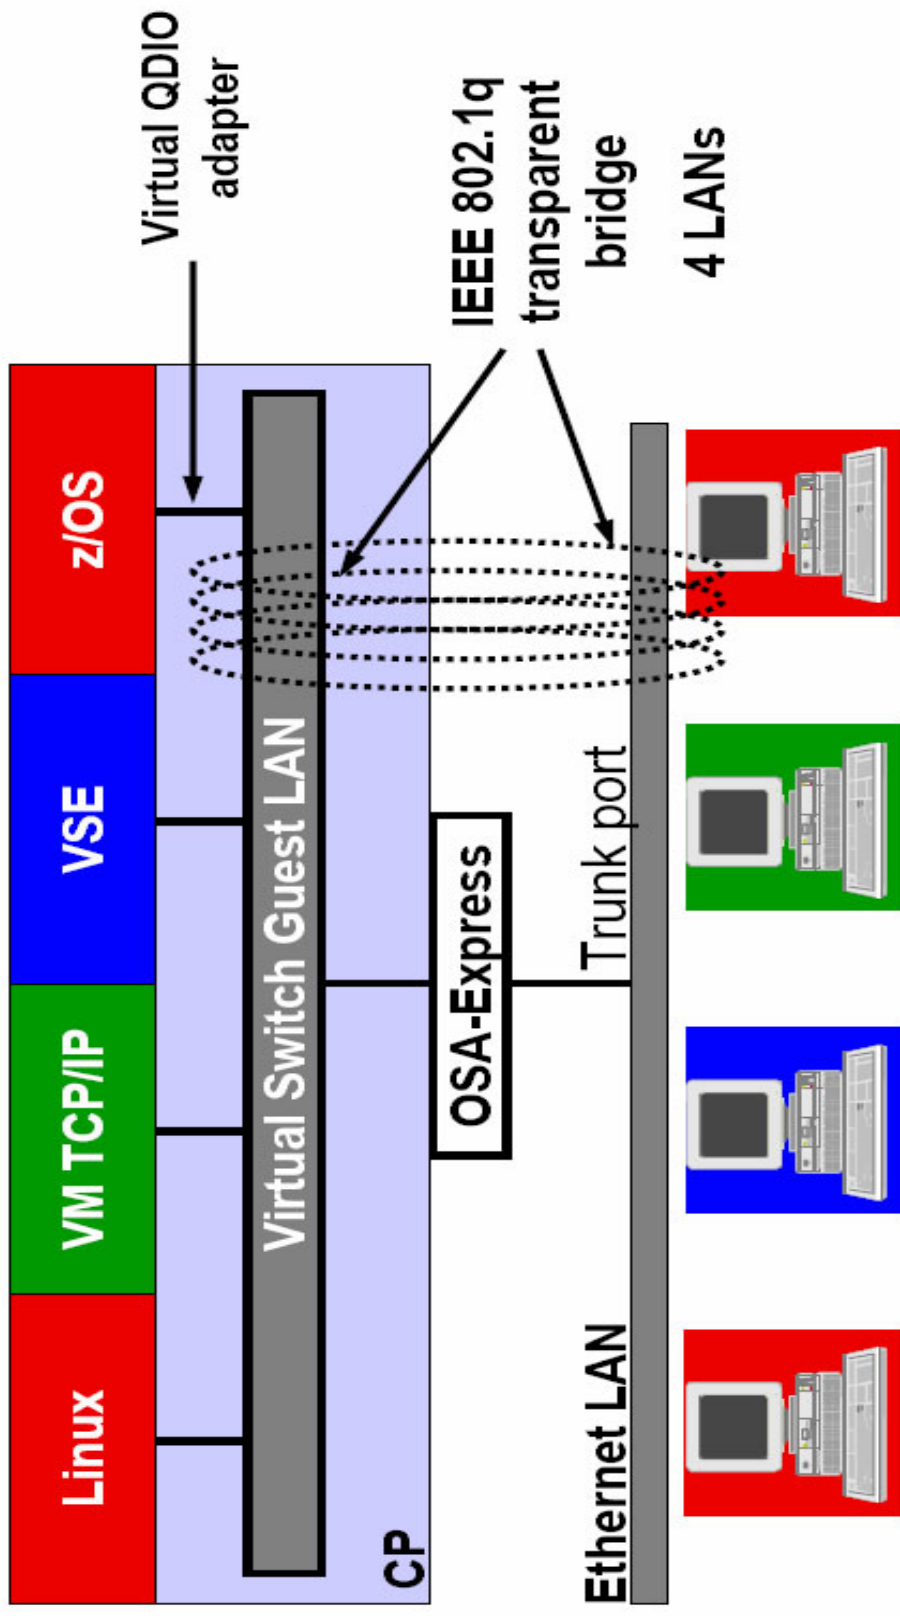 Linux
VM TCP/IP
VSE
z/OS
Virtual QDIO
adapter
Virtual Switch Guest LAN
CP
IEEE 802.1q
transparent
bridge
OSA-Express
Trunk port
Ethernet LAN
4 LANs